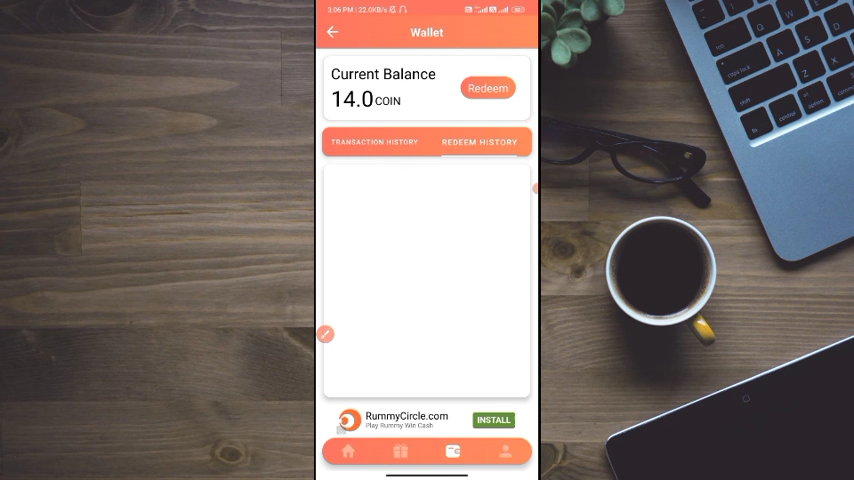 3:06 PM | 22.0KB/s
Wallet
Current Balance
14.0 COIN
Redeem
TRANSACTION HISTORY
REDEEM HISTORY
RummyCircle.com
Play Rummy Win Cash
INSTALL